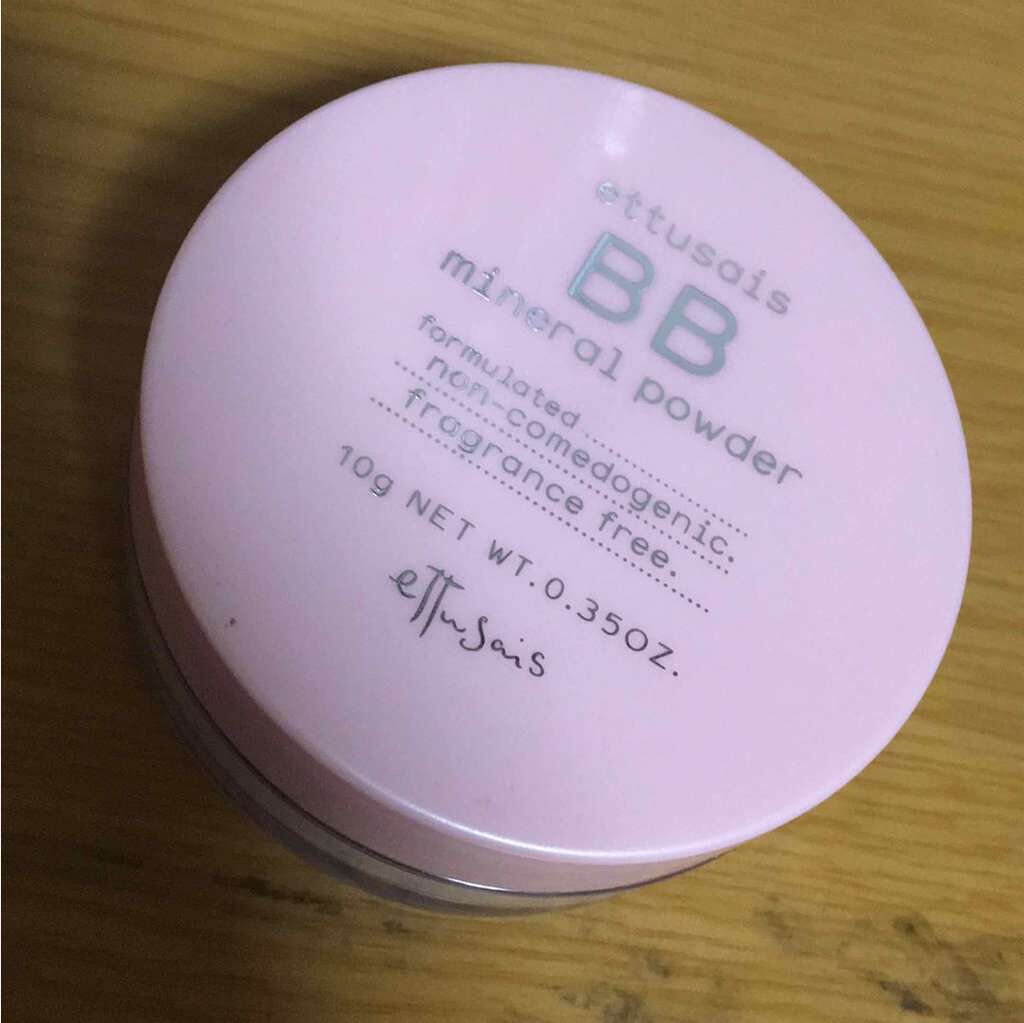 ettusais
BB
mineral powder
formulated
non-comedogenic.
fragrance free.
10g NET WT.0.35OZ.
ettusais